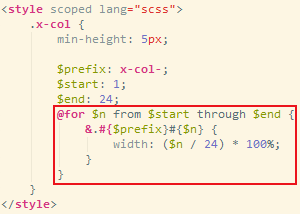 <style scoped lang="scss">
.x-col {
min-height: 5px;
$prefix: x-col-;
$start: 1;
$end: 24;
@for $n from $start through $end {
&.#{$prefix}#{$n} {
width: ($n / 24) * 100%;
}
}
}
</style>